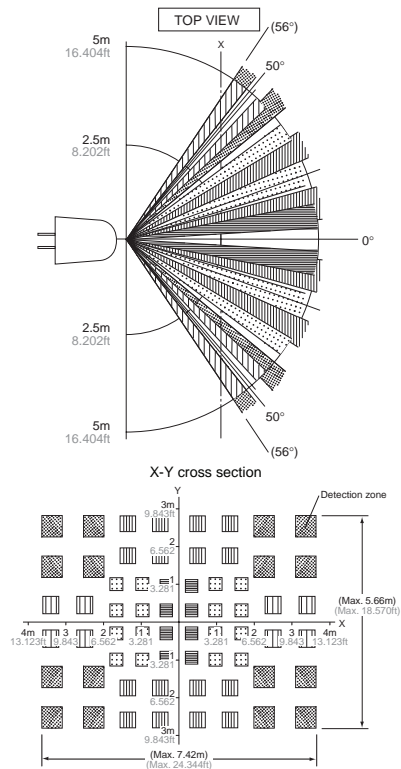 TOP VIEW
(56°)
X
50°
5m
16.404ft
2.5m
8.202ft
0°
2.5m
8.202ft
5m
16.404ft
50°
(56°)
X-Y cross section
Y
Detection zone
3m
9.843ft
2
6.562
1
3.281
(Max. 5.66m)
(Max. 18.570ft)
4m 3 2 1 1 2 3 4m X
13.123ft 9.843 6.562 3.281 3.281 6.562 9.843 13.123ft
1
3.281
2
6.562
3m
9.843ft
(Max. 7.42m)
(Max. 24.344ft)